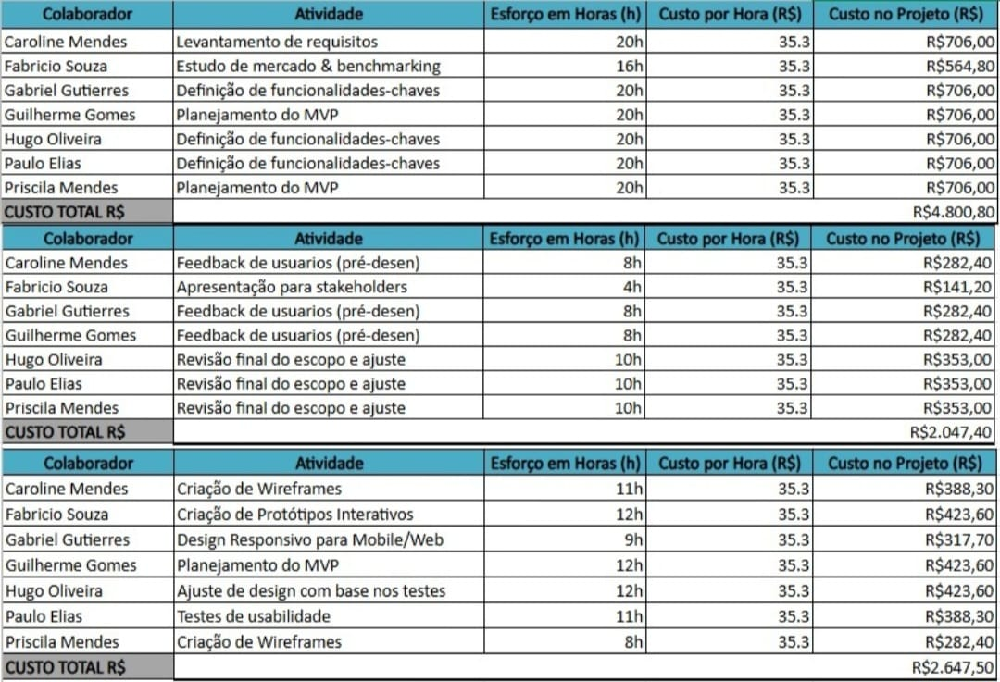 Colaborador Atividade Esforço em Horas (h) Custo por Hora (R$) Custo no Projeto (R$)
Caroline Mendes Levantamento de requisitos 20h 35.3 R$706,00
Fabricio Souza Estudo de mercado & benchmarking 16h 35.3 R$564,80
Gabriel Gutierres Definição de funcionalidades-chaves 20h 35.3 R$706,00
Guilherme Gomes Planejamento do MVP 20h 35.3 R$706,00
Hugo Oliveira Definição de funcionalidades-chaves 20h 35.3 R$706,00
Paulo Elias Definição de funcionalidades-chaves 20h 35.3 R$706,00
Priscila Mendes Planejamento do MVP 20h 35.3 R$706,00
CUSTO TOTAL R$ R$4.800,80
Colaborador Atividade Esforço em Horas (h) Custo por Hora (R$) Custo no Projeto (R$)
Caroline Mendes Feedback de usuarios (pré-desen) 8h 35.3 R$282,40
Fabricio Souza Apresentação para stakeholders 4h 35.3 R$141,20
Gabriel Gutierres Feedback de usuarios (pré-desen) 8h 35.3 R$282,40
Guilherme Gomes Feedback de usuarios (pré-desen) 8h 35.3 R$282,40
Hugo Oliveira Revisão final do escopo e ajuste 10h 35.3 R$353,00
Paulo Elias Revisão final do escopo e ajuste 10h 35.3 R$353,00
Priscila Mendes Revisão final do escopo e ajuste 10h 35.3 R$353,00
CUSTO TOTAL R$ R$2.047,40
Colaborador Atividade Esforço em Horas (h) Custo por Hora (R$) Custo no Projeto (R$)
Caroline Mendes Criação de Wireframes 11h 35.3 R$388,30
Fabricio Souza Criação de Protótipos Interativos 12h 35.3 R$423,60
Gabriel Gutierres Design Responsivo para Mobile/Web 9h 35.3 R$317,70
Guilherme Gomes Planejamento do MVP 12h 35.3 R$423,60
Hugo Oliveira Ajuste de design com base nos testes 12h 35.3 R$423,60
Paulo Elias Testes de usabilidade 11h 35.3 R$388,30
Priscila Mendes Criação de Wireframes 8h 35.3 R$282,40
CUSTO TOTAL R$ R$2.647,50